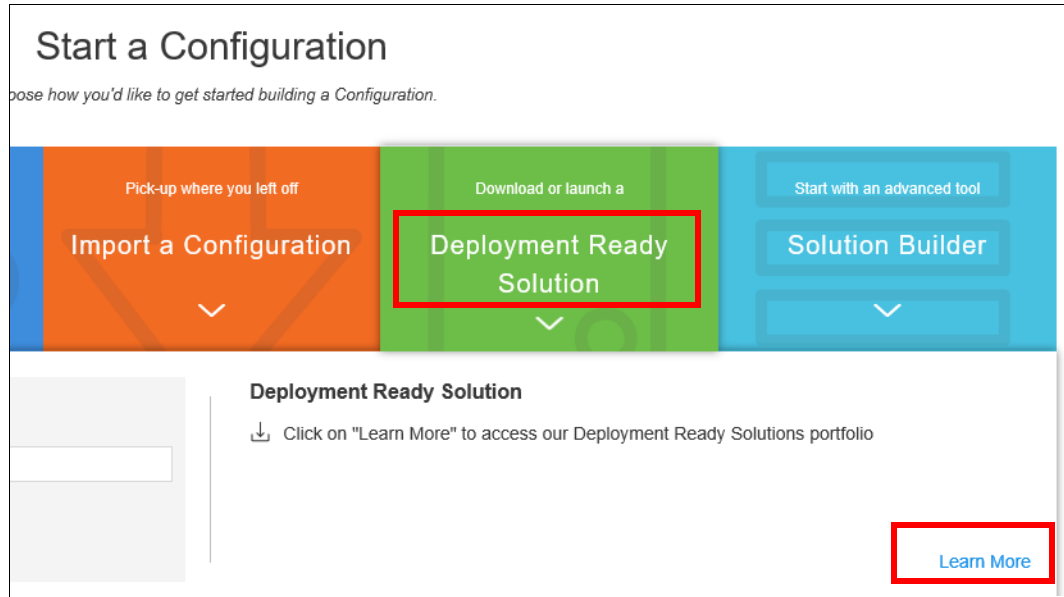 Start a Configuration
oose how you'd like to get started building a Configuration.
Pick-up where you left off
Import a Configuration
Download or launch a
Deployment Ready
Solution
Start with an advanced tool
Solution Builder
Deployment Ready Solution
Click on "Learn More" to access our Deployment Ready Solutions portfolio
Learn More